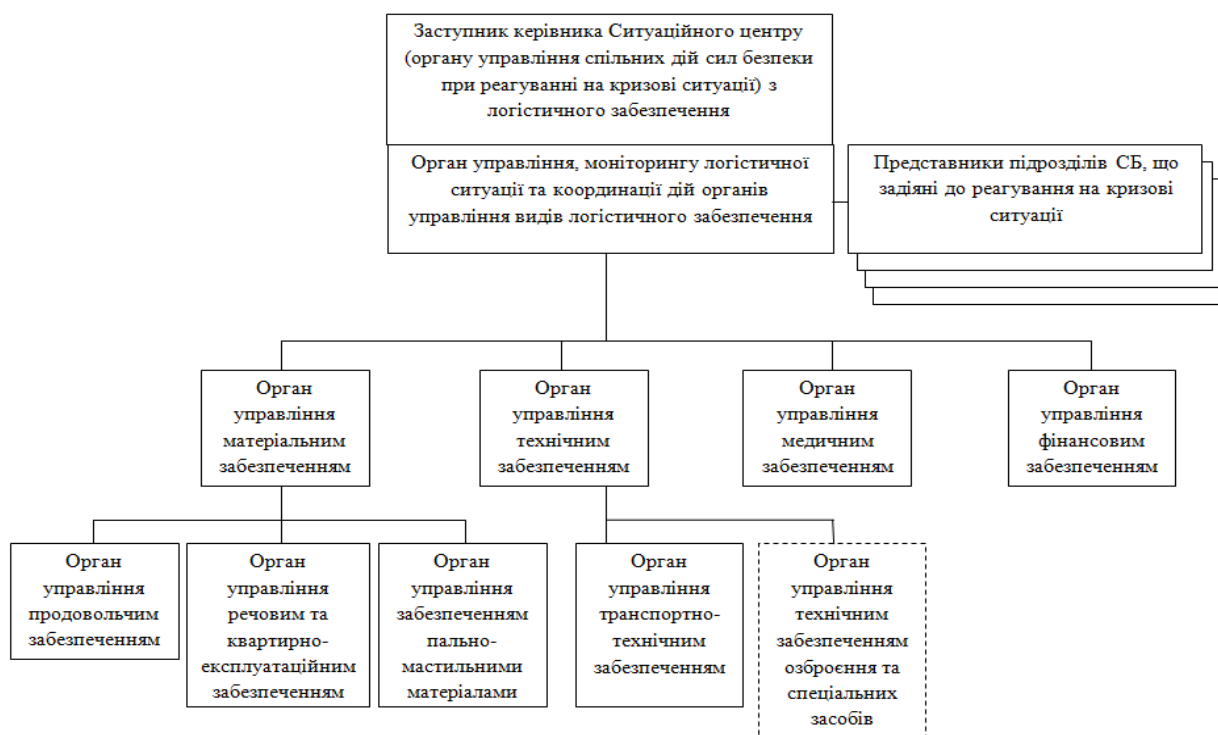 Заступник керівника Ситуаційного центру
(органу управління спільних дій сил безпеки
при реагуванні на кризові ситуації) з
логістичного забезпечення
Орган управління, моніторингу логістичної
ситуації та координації дій органів
управління видів логістичного забезпечення
Представники підрозділів СБ, що
задіяні до реагування на кризові
ситуації
Орган
управління
матеріальним
забезпеченням
Орган
управління
технічним
забезпеченням
Орган
управління
медичним
забезпеченням
Орган
управління
фінансовим
забезпеченням
Орган
управління
продовольчим
забезпеченням
Орган
управління
речовим та
квартирно-
експлуатаційним
забезпеченням
Орган
управління
забезпеченням
пально-
мастильними
матеріалами
Орган
управління
транспортно-
технічним
забезпеченням
Орган
управління
технічним
забезпеченням
озброєння та
спеціальних
засобів